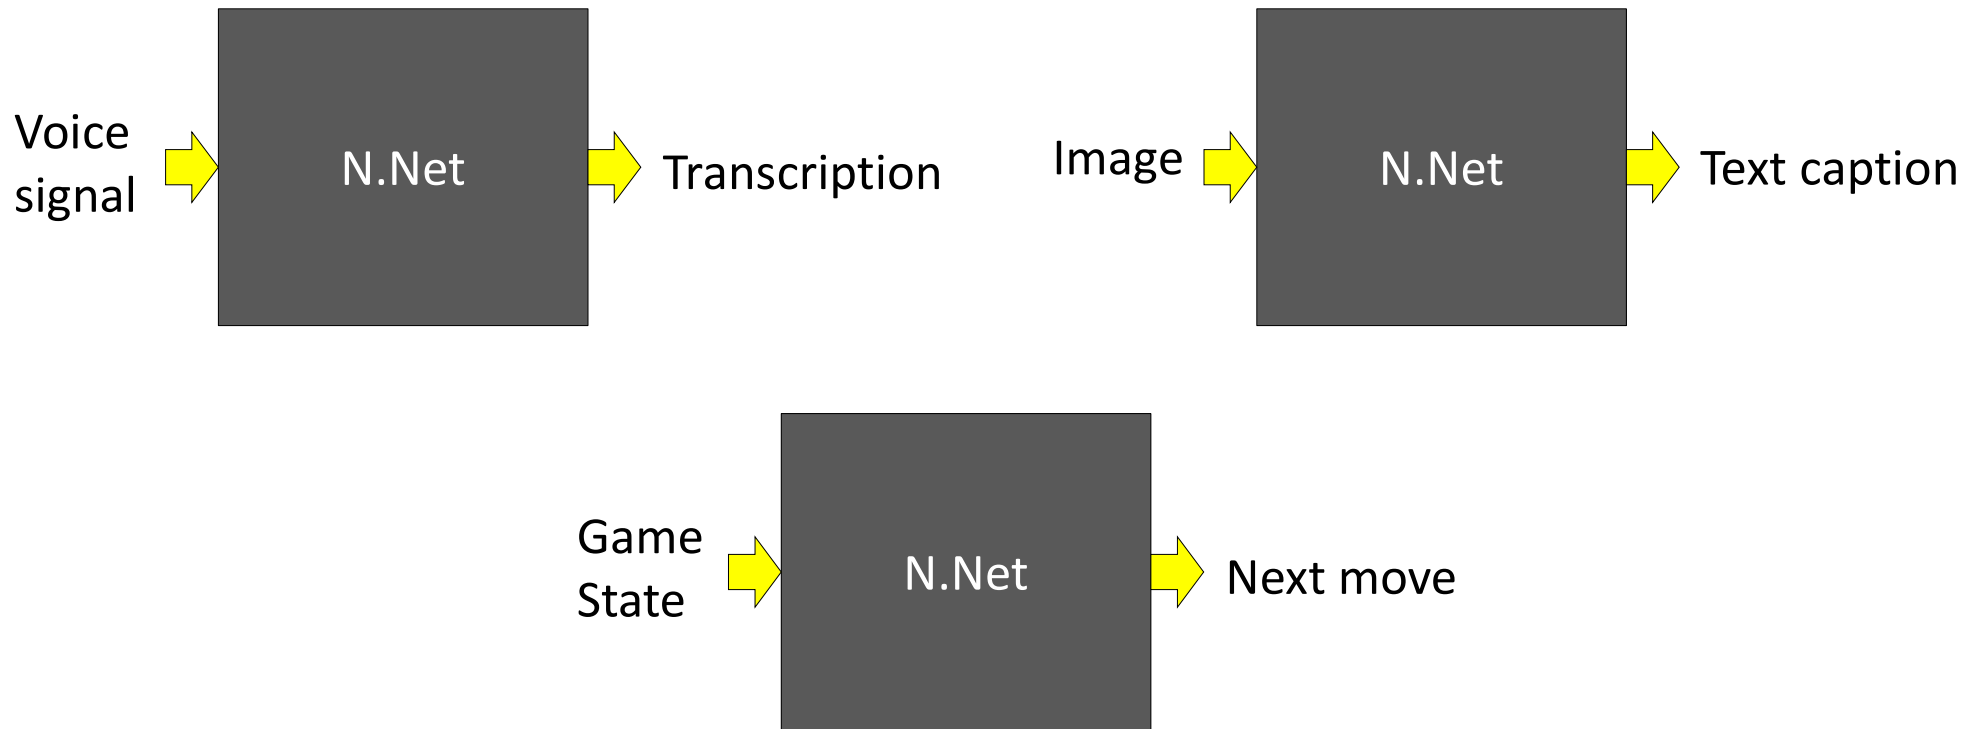 Voice
signal
N.Net
Transcription
Image
N.Net
Text caption
Game
State
N.Net
Next move